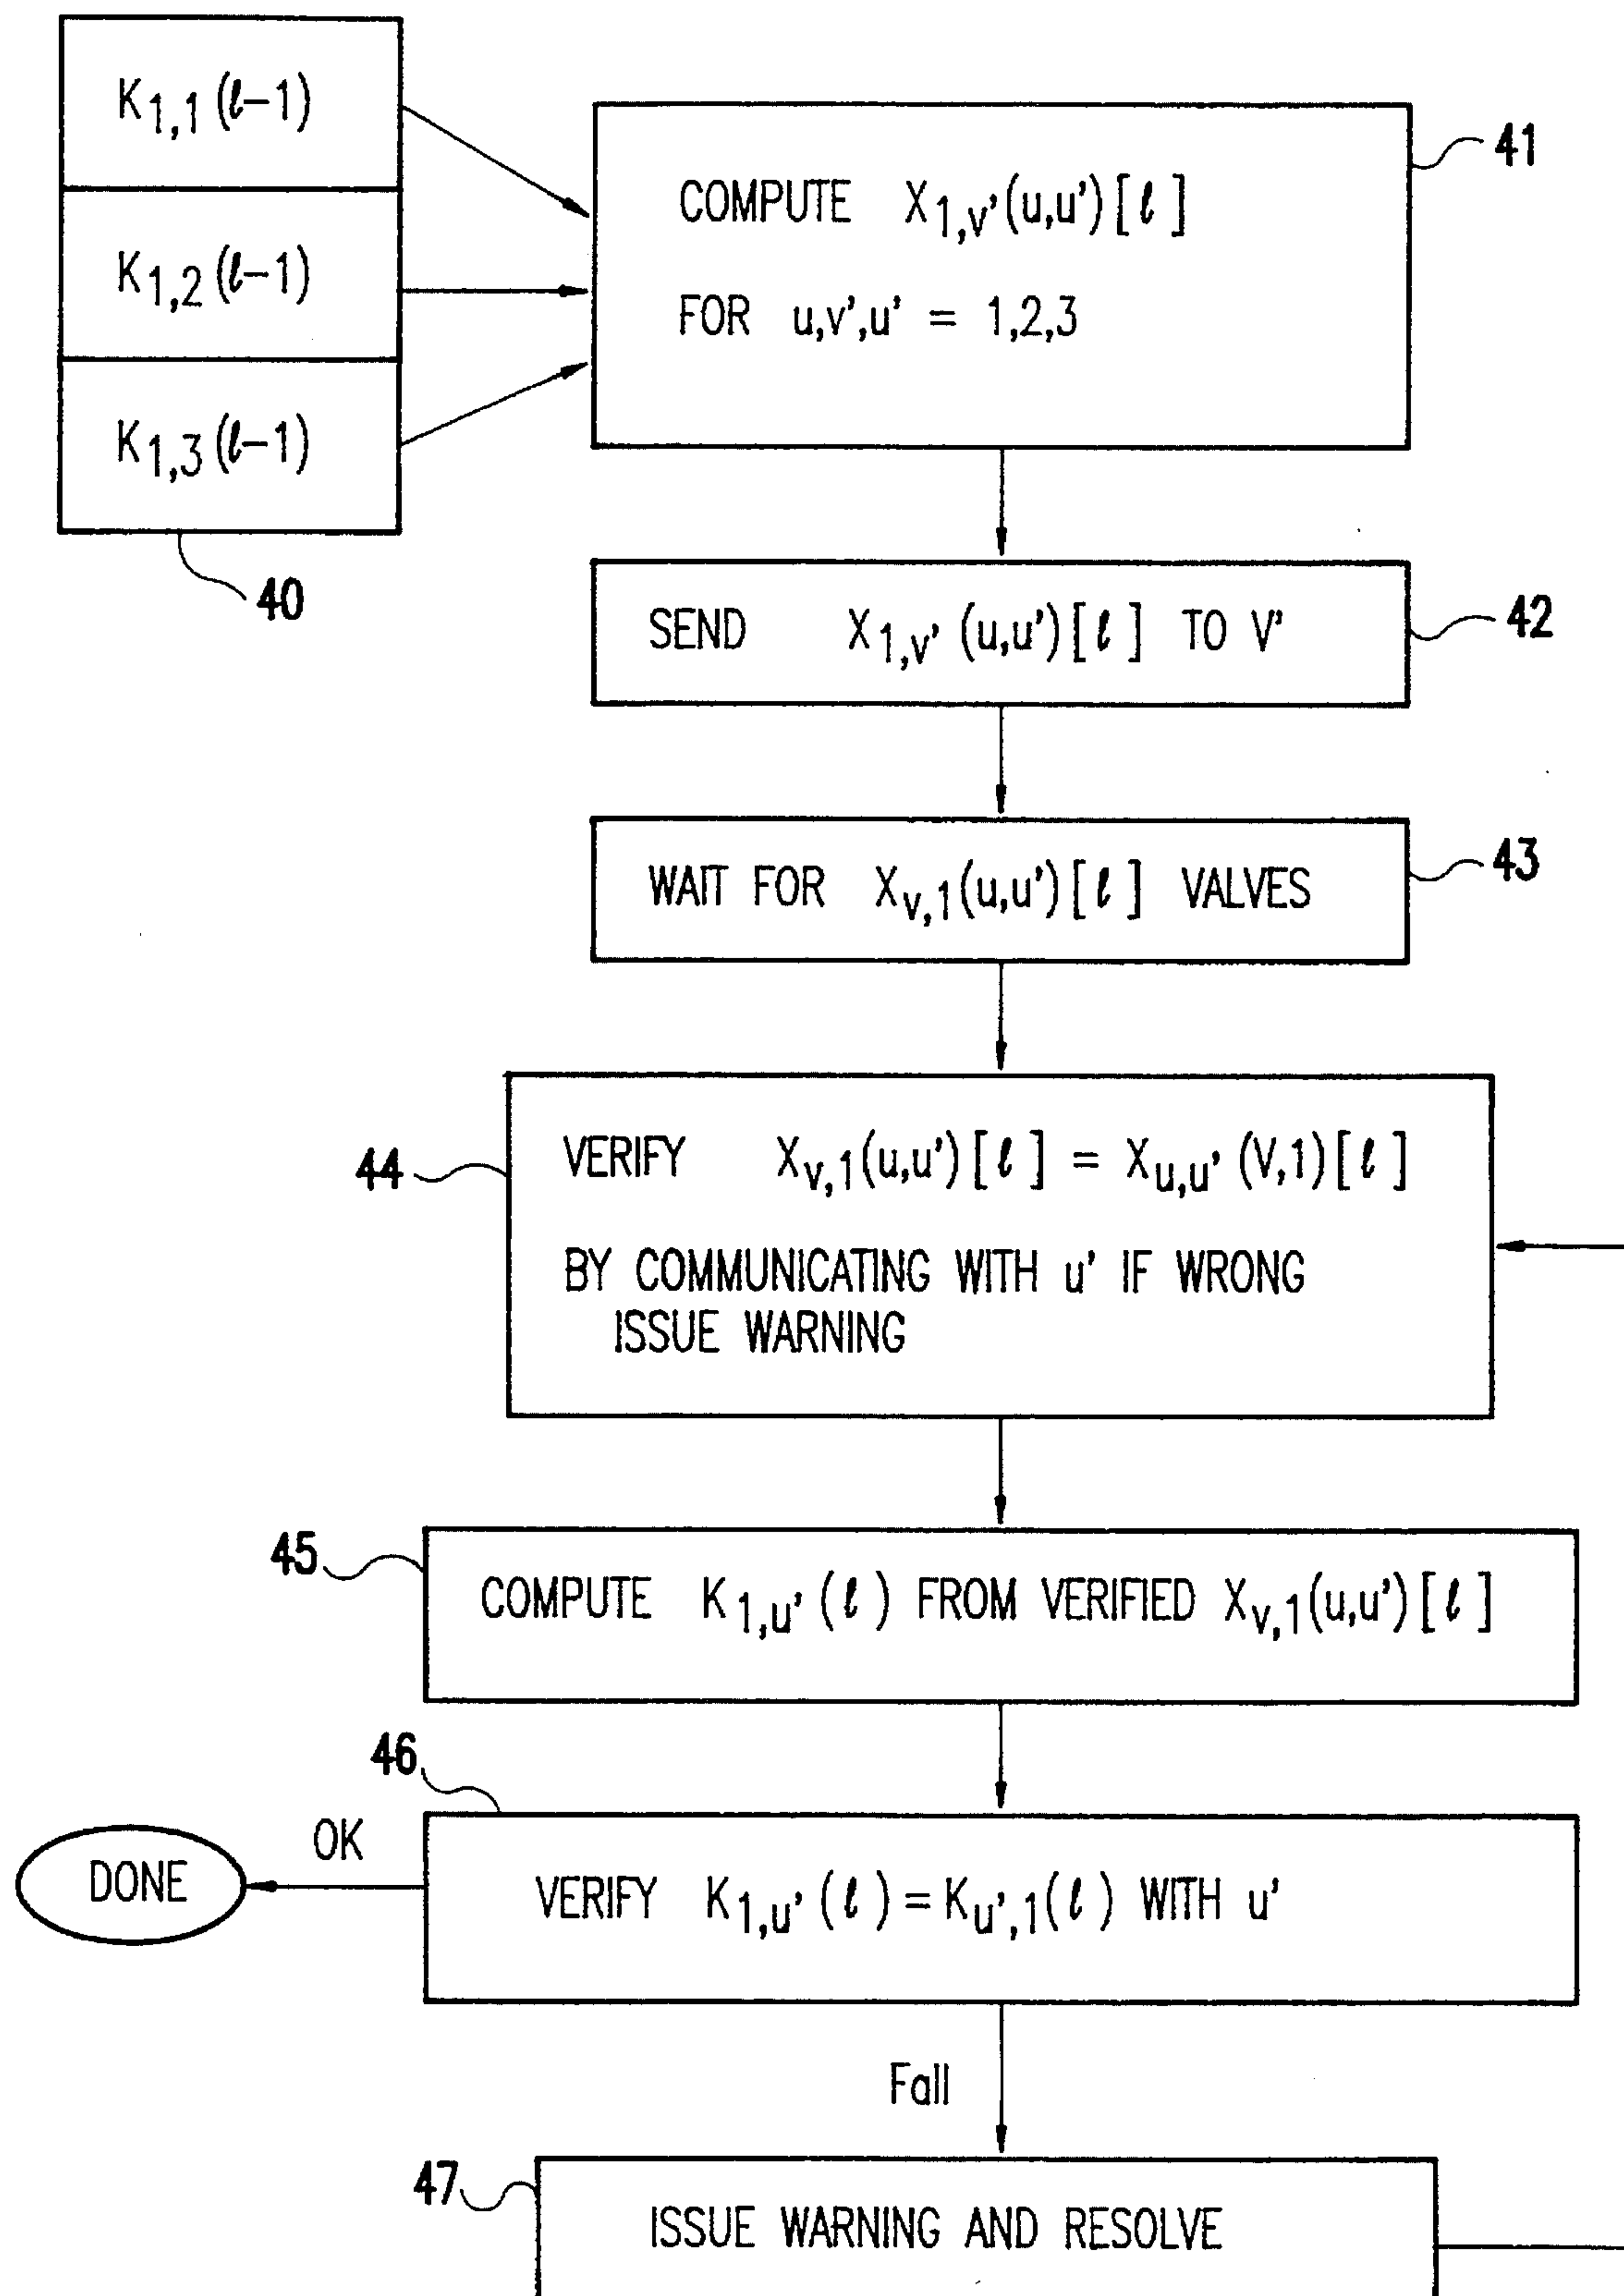 K1,1(ℓ-1)
K1,2(ℓ-1)
K1,3(ℓ-1)
40
COMPUTE X1,v'(u,u')[ℓ]
FOR u,v',u' = 1,2,3
41
SEND X1,v'(u,u')[ℓ] TO V'
42
WAIT FOR Xv,1(u,u')[ℓ] VALVES
43
44
VERIFY Xv,1(u,u')[ℓ] = Xu,u'(V,1)[ℓ]
BY COMMUNICATING WITH u' IF WRONG
ISSUE WARNING
45
COMPUTE K1,u'(ℓ) FROM VERIFIED Xv,1(u,u')[ℓ]
46
VERIFY K1,u'(ℓ)=Ku',1(ℓ) WITH u'
OK
DONE
Fall
47
ISSUE WARNING AND RESOLVE